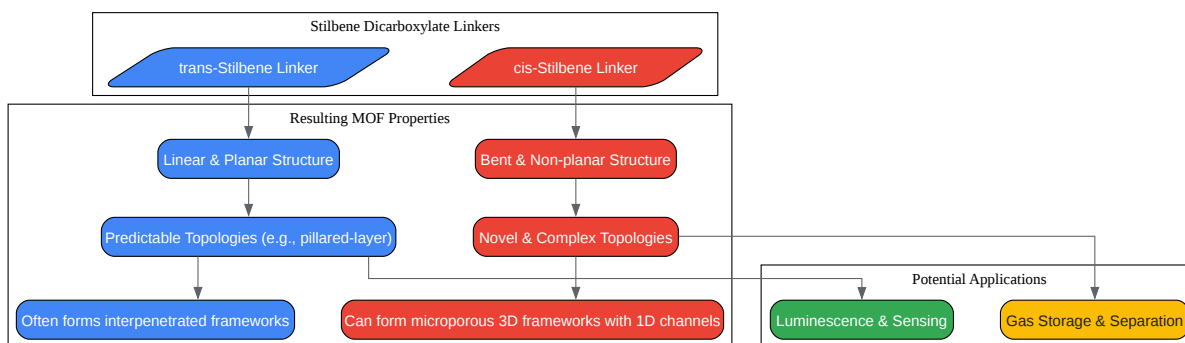 Stilbene Dicarboxylate Linkers
trans-Stilbene Linker
cis-Stilbene Linker
Resulting MOF Properties
Linear & Planar Structure
Bent & Non-planar Structure
Predictable Topologies (e.g., pillared-layer)
Novel & Complex Topologies
Often forms interpenetrated frameworks
Can form microporous 3D frameworks with 1D channels
Potential Applications
Luminescence & Sensing
Gas Storage & Separation